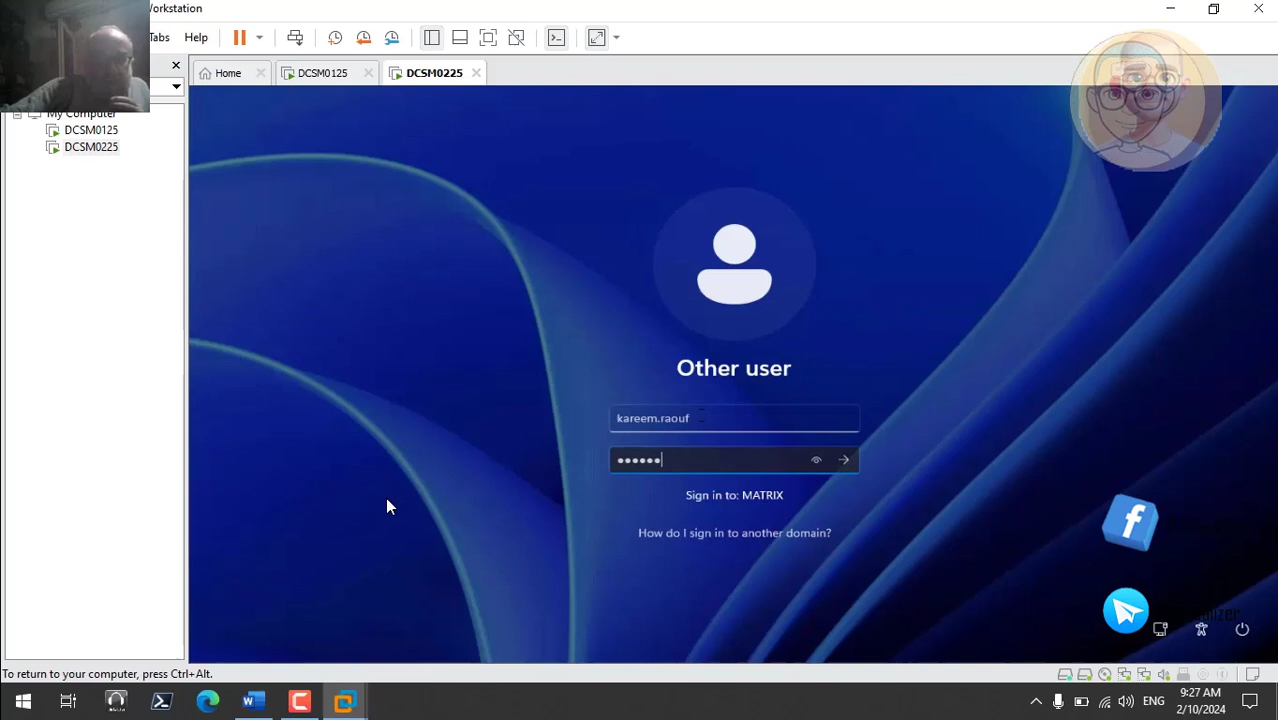 Workstation
Tabs
Help
Home
DCSM0125
DCSM0225
My Computer
DCSM0125
DCSM0225
Other user
kareem.raouf
Sign in to: MATRIX
How do I sign in to another domain?
To return to your computer, press Ctrl+Alt.
ENG
9:27 AM
2/10/2024